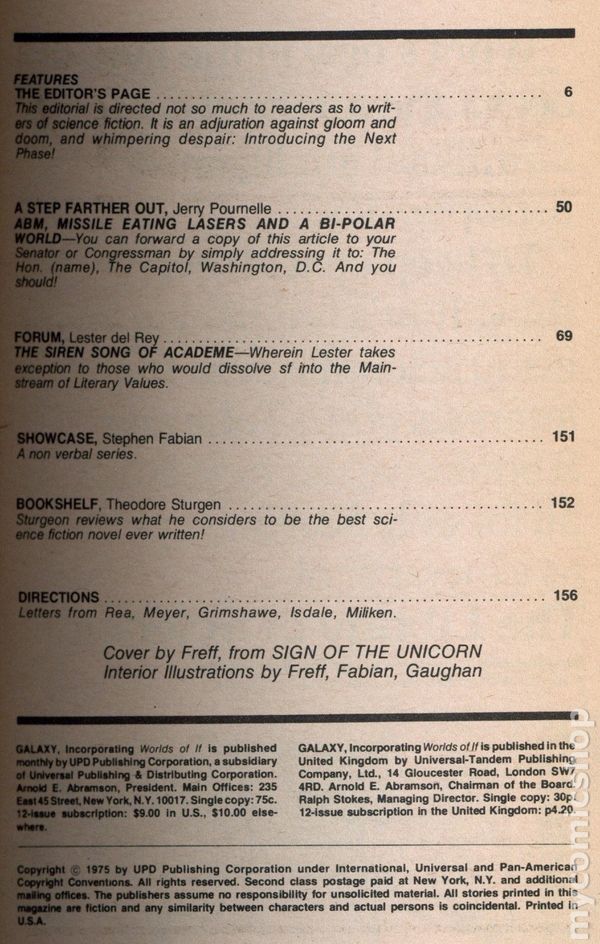 FEATURES
THE EDITOR'S PAGE ................................................ 6
This editorial is directed not so much to readers as to writ-
ers of science fiction. It is an adjuration against gloom and
doom, and whimpering despair: Introducing the Next
Phase!
A STEP FARTHER OUT, Jerry Pournelle ................................ 50
ABM, MISSILE EATING LASERS AND A BI-POLAR
WORLD—You can forward a copy of this article to your
Senator or Congressman by simply addressing it to: The
Hon. (name), The Capitol, Washington, D.C. And you
should!
FORUM, Lester del Rey ................................................ 69
THE SIREN SONG OF ACADEME—Wherein Lester takes
exception to those who would dissolve sf into the Main-
stream of Literary Values.
SHOWCASE, Stephen Fabian ........................................ 151
A non verbal series.
BOOKSHELF, Theodore Sturgen ...................................... 152
Sturgeon reviews what he considers to be the best sci-
ence fiction novel ever written!
DIRECTIONS ...................................................... 156
Letters from Rea, Meyer, Grimshawe, Isdale, Miliken.
Cover by Freff, from SIGN OF THE UNICORN
Interior Illustrations by Freff, Fabian, Gaughan
GALAXY, Incorporating Worlds of If is published
monthly by UPD Publishing Corporation, a subsidiary
of Universal Publishing & Distributing Corporation.
Arnold E. Abramson, President. Main Offices: 235
East 45 Street, New York, N.Y. 10017. Single copy: 75c.
12-issue subscription: $9.00 in U.S., $10.00 else-
where.
GALAXY, Incorporating Worlds of If is published in the
United Kingdom by Universal-Tandem Publishing
Company, Ltd., 14 Gloucester Road, London SW7
4RD. Arnold E. Abramson, Chairman of the Board.
Ralph Stokes, Managing Director. Single copy: 30p.
12-issue subscription in the United Kingdom: p4.20.
Copyright © 1975 by UPD Publishing Corporation under International, Universal and Pan-American
Copyright Conventions. All rights reserved. Second class postage paid at New York, N.Y. and additional
mailing offices. The publishers assume no responsibility for unsolicited material. All stories printed in this
magazine are fiction and any similarity between characters and actual persons is coincidental. Printed in
U.S.A.
mycomicshop